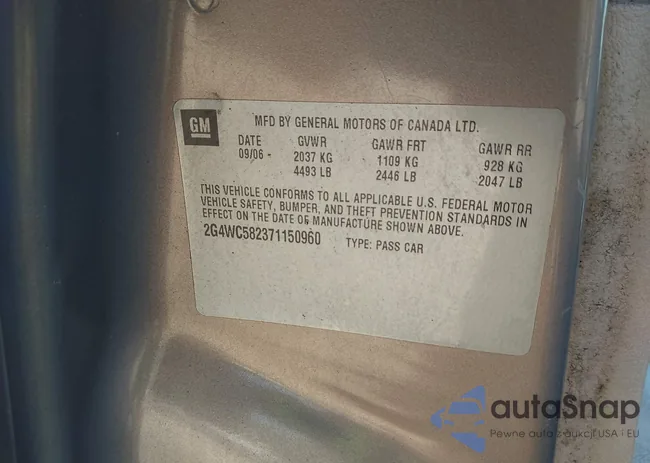 GM
MFD BY GENERAL MOTORS OF CANADA LTD.
DATE GVWR GAWR FRT GAWR RR
09/06 2037 KG 1109 KG 928 KG
4493 LB 2446 LB 2047 LB
THIS VEHICLE CONFORMS TO ALL APPLICABLE U.S. FEDERAL MOTOR
VEHICLE SAFETY, BUMPER, AND THEFT PREVENTION STANDARDS IN
EFFECT ON THE DATE OF MANUFACTURE SHOWN ABOVE.
2G4WC582371150960 TYPE: PASS CAR
autoSnap
Pewne auto z aukcji USA i EU